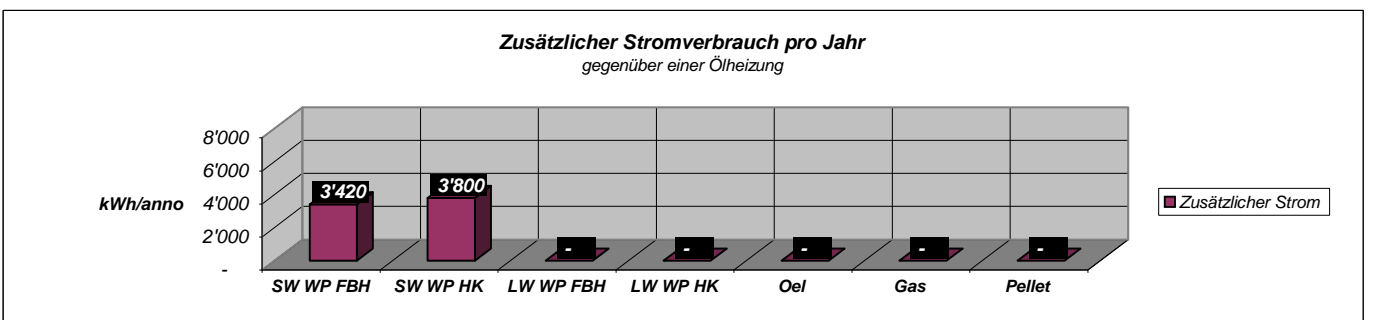 Zusätzlicher Stromverbrauch pro Jahr
gegenüber einer Ölheizung
8'000
6'000
kWh/anno 4'000
2'000
-
3'420 3'800 - - - - -
SW WP FBH SW WP HK LW WP FBH LW WP HK Oel Gas Pellet
Zusätzlicher Strom